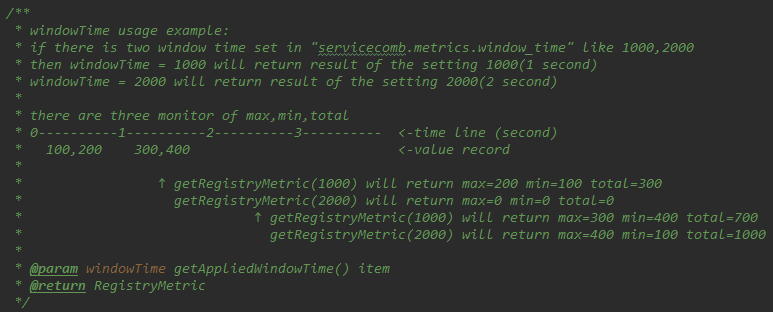 /**
 * windowTime usage example:
 * if there is two window time set in "servicecomb.metrics.window_time" like 1000,2000
 * then windowTime = 1000 will return result of the setting 1000(1 second)
 * windowTime = 2000 will return result of the setting 2000(2 second)
 *
 * there are three monitor of max,min,total
 * 0----------1----------2----------3----------  <-time line (second)
 *   100,200    300,400                          <-value record
 *
 *                 ↑ getRegistryMetric(1000) will return max=200 min=100 total=300
 *                   getRegistryMetric(2000) will return max=0 min=0 total=0
 *                             ↑ getRegistryMetric(1000) will return max=300 min=400 total=700
 *                               getRegistryMetric(2000) will return max=400 min=100 total=1000
 *
 * @param windowTime getAppliedWindowTime() item
 * @return RegistryMetric
 */